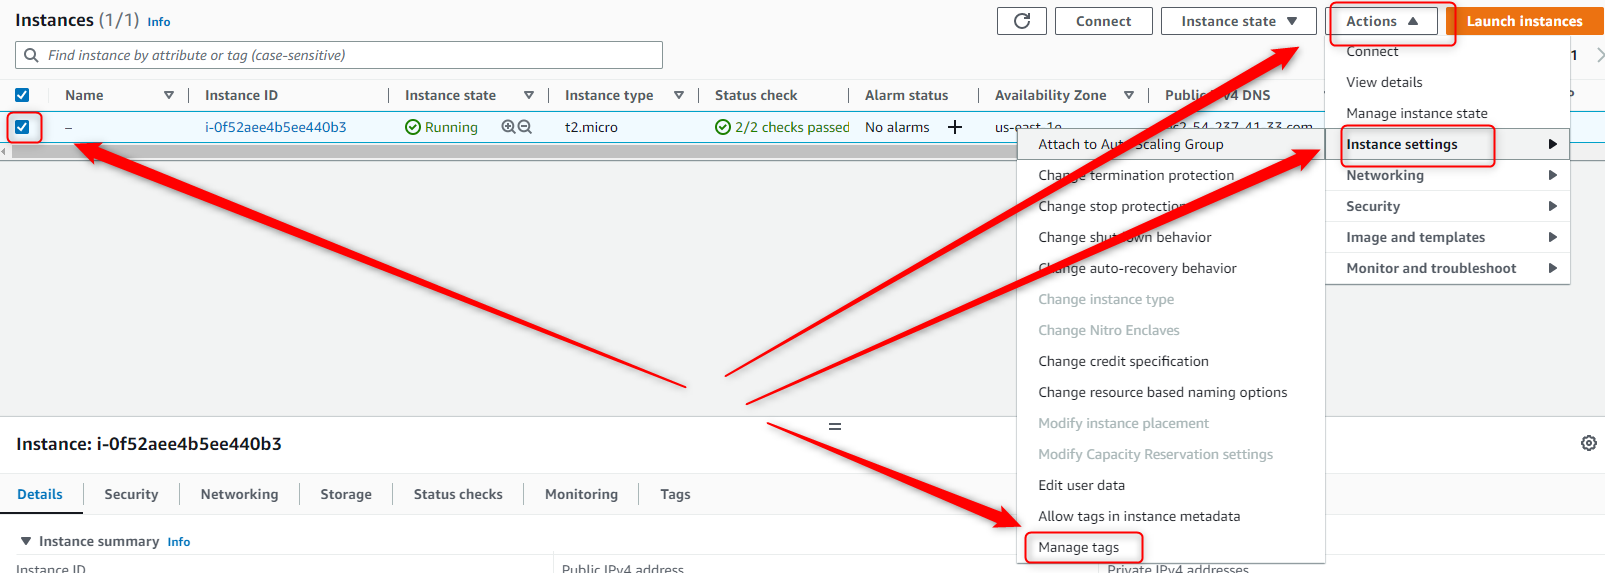 Instances (1/1) Info
Connect
Instance state
Actions
Launch instances
Find instance by attribute or tag (case-sensitive)
1
Name
Instance ID
Instance state
Instance type
Status check
Alarm status
Availability Zone
Public IPv4 DNS
–
i-0f52aee4b5ee440b3
Running
t2.micro
2/2 checks passed
No alarms
us-east-1e
Connect
View details
Manage instance state
Instance settings
Networking
Security
Image and templates
Monitor and troubleshoot
Attach to Auto Scaling Group
Change termination protection
Change stop protection
Change shutdown behavior
Change auto-recovery behavior
Change instance type
Change Nitro Enclaves
Change credit specification
Change resource based naming options
Modify instance placement
Modify Capacity Reservation settings
Edit user data
Allow tags in instance metadata
Manage tags
Instance: i-0f52aee4b5ee440b3
Details
Security
Networking
Storage
Status checks
Monitoring
Tags
Instance summary Info
Instance ID
Public IPv4 address
Private IPv4 addresses